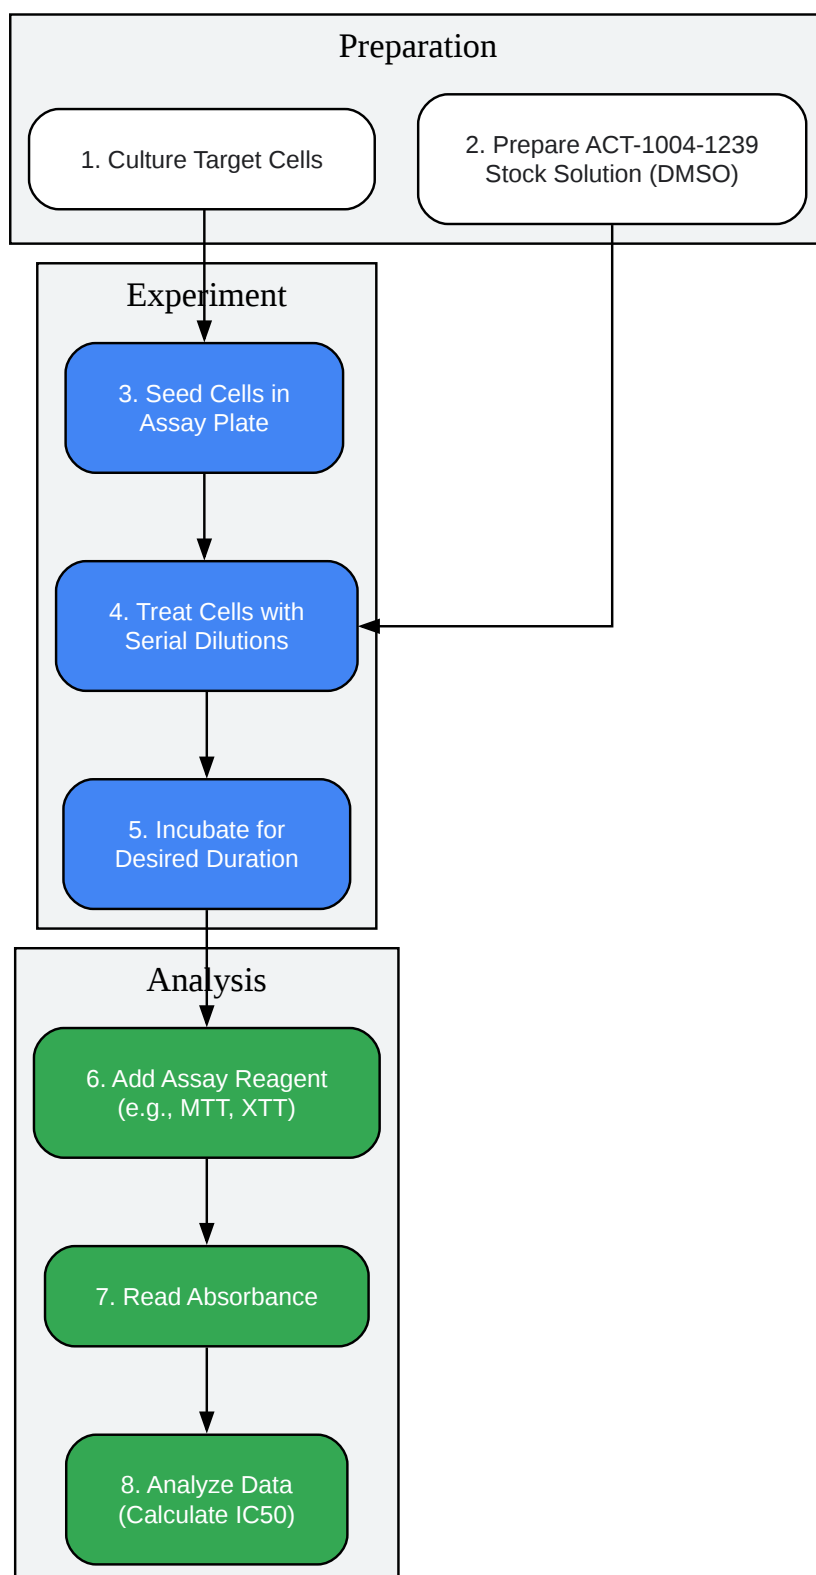 Preparation
1. Culture Target Cells
2. Prepare ACT-1004-1239
Stock Solution (DMSO)
Experiment
3. Seed Cells in
Assay Plate
4. Treat Cells with
Serial Dilutions
5. Incubate for
Desired Duration
Analysis
6. Add Assay Reagent
(e.g., MTT, XTT)
7. Read Absorbance
8. Analyze Data
(Calculate IC50)